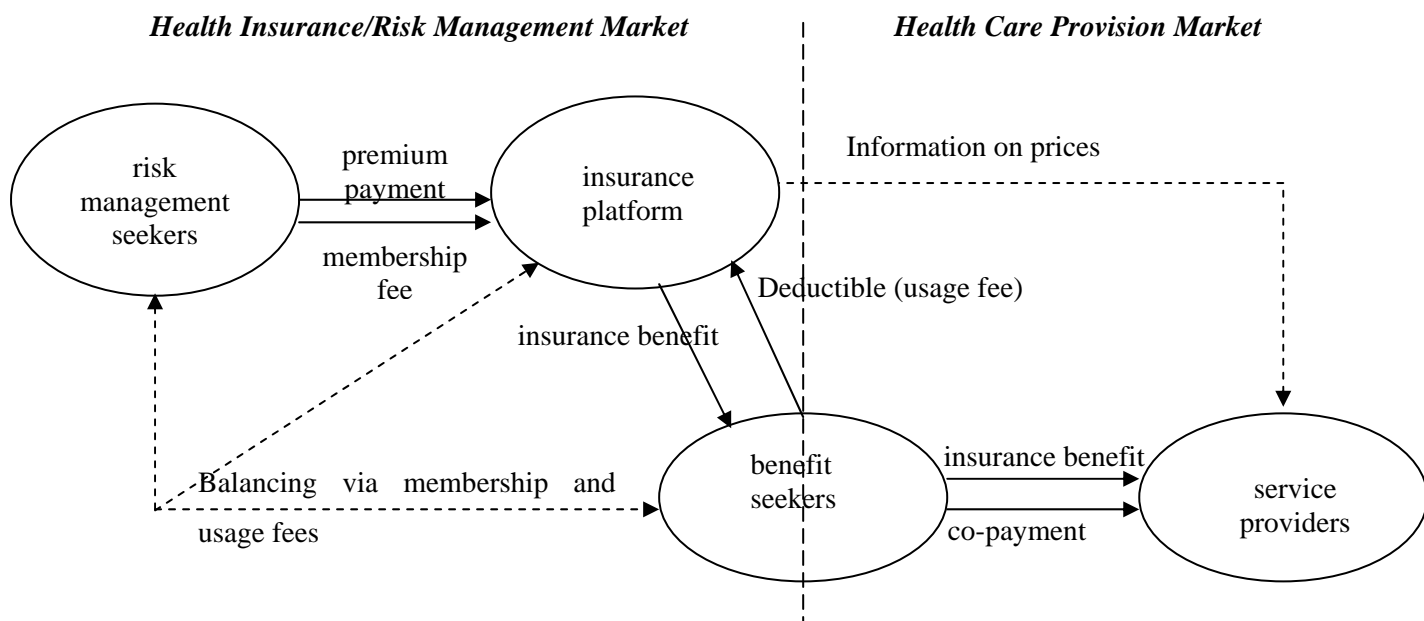 Health Insurance/Risk Management Market
Health Care Provision Market
risk
management
seekers
premium
payment
membership
fee
insurance
platform
Information on prices
Deductible (usage fee)
insurance benefit
Balancing via membership and
usage fees
benefit
seekers
insurance benefit
co-payment
service
providers